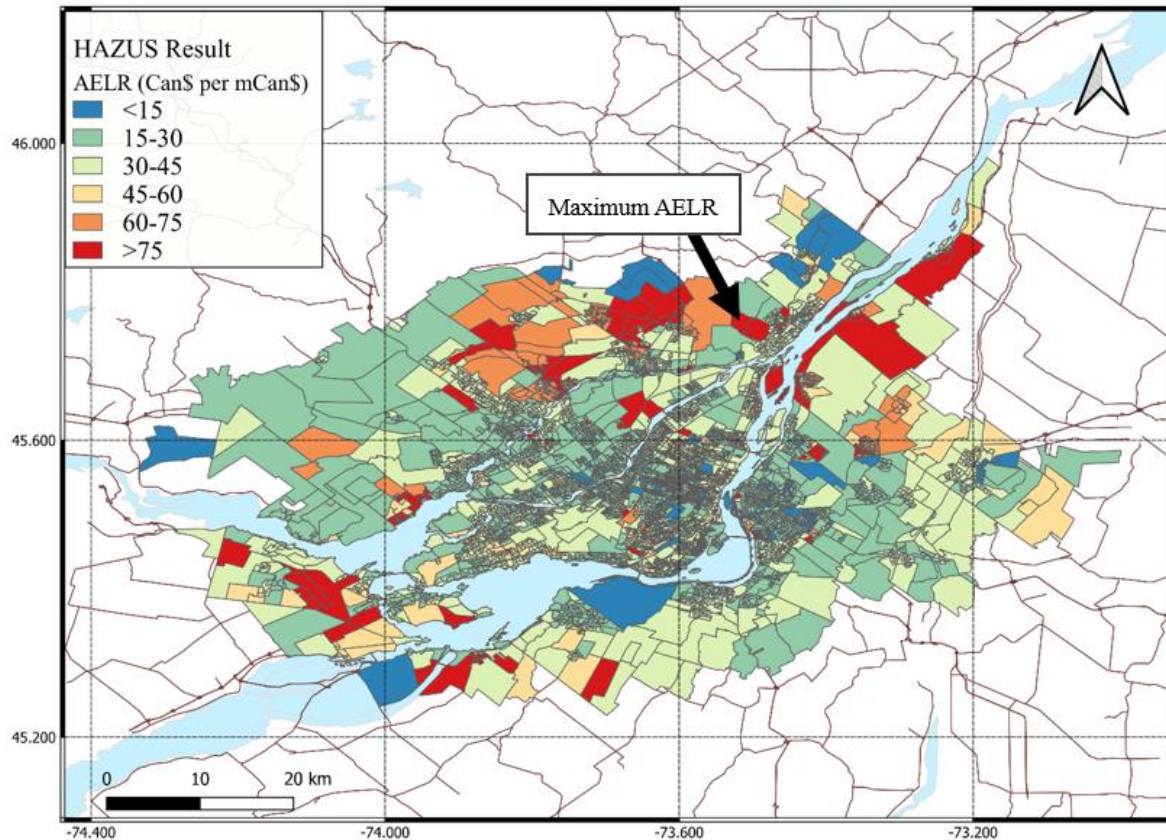 HAZUS Result
AELR (Can$ per mCan$)
<15
15-30
30-45
45-60
60-75
>75
Maximum AELR
46.000
45.600
45.200
0 10 20 km
-74.400 -74.000 -73.600 -73.200